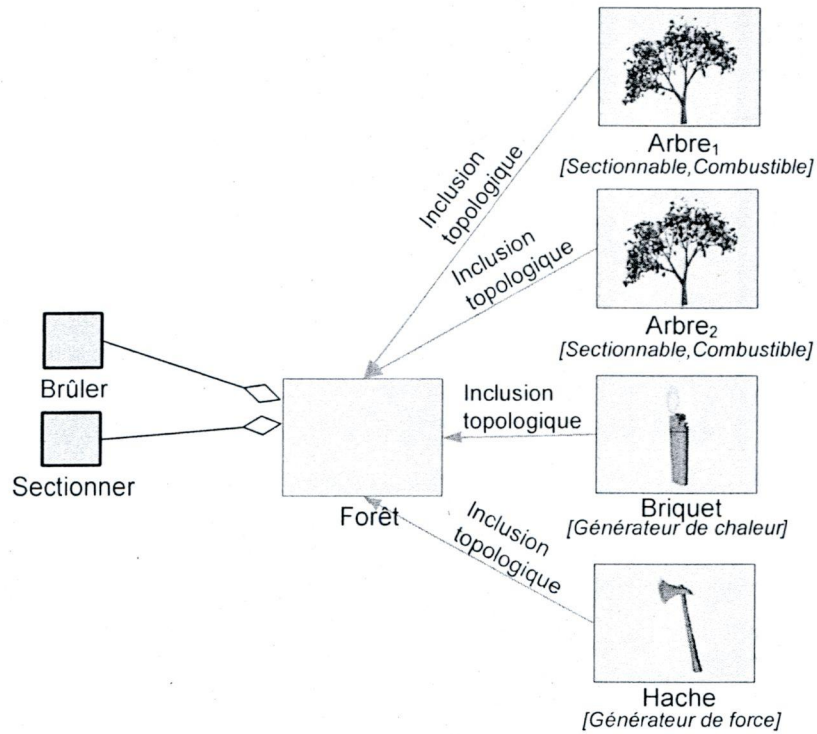 Arbre₁
[Sectionnable,Combustible]
Inclusion
topologique
Inclusion
topologique
Arbre₂
[Sectionnable,Combustible]
Brûler
Sectionner
Inclusion
topologique
Forêt
Briquet
[Générateur de chaleur]
Inclusion
topologique
Hache
[Générateur de force]